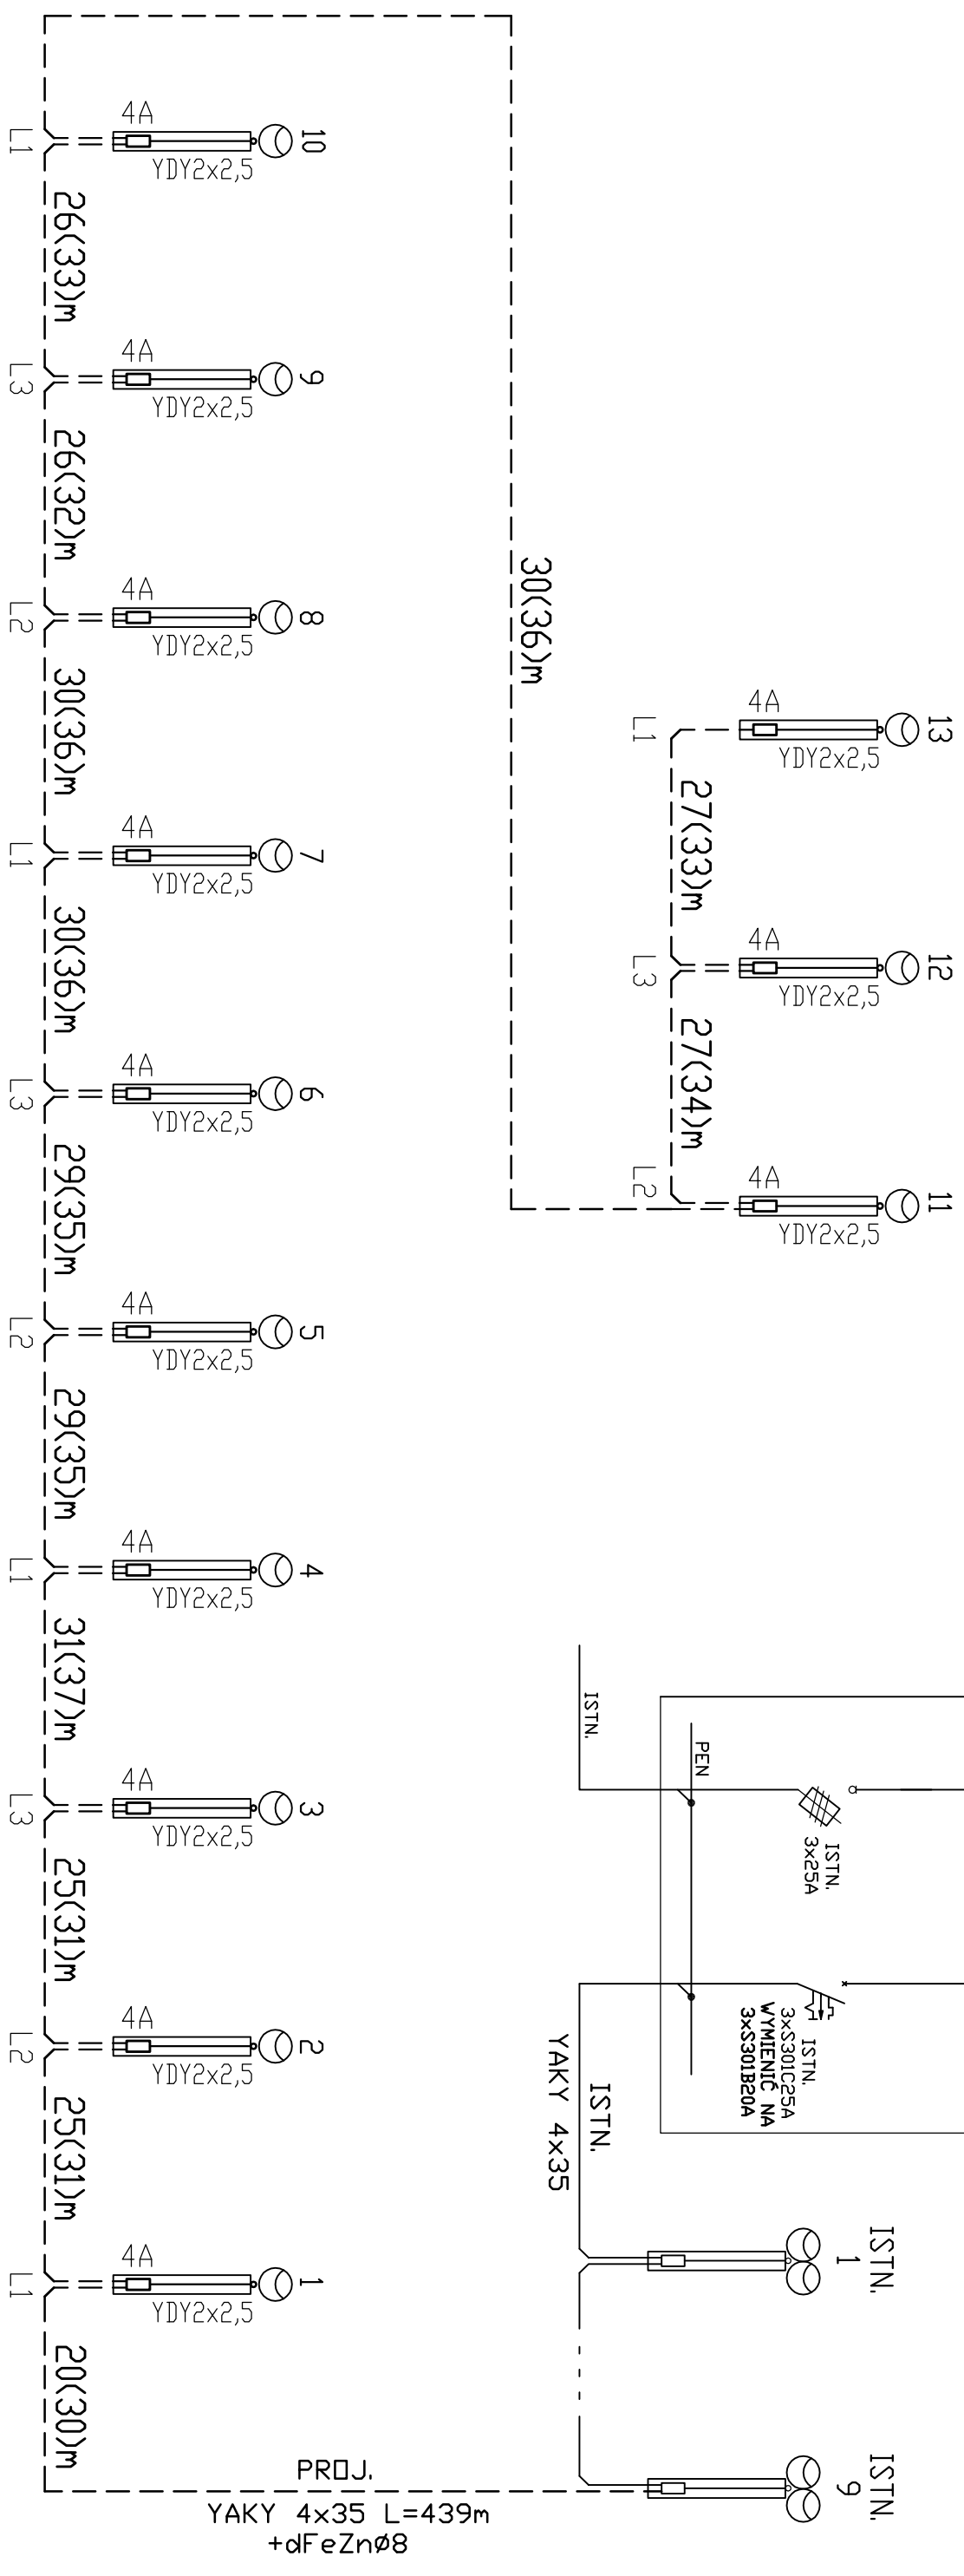 10
4A
YDY2x2,5
L1
26(33)m
9
4A
YDY2x2,5
L3
26(32)m
8
4A
YDY2x2,5
L2
30(36)m
7
4A
YDY2x2,5
L1
30(36)m
6
4A
YDY2x2,5
L3
29(35)m
5
4A
YDY2x2,5
L2
29(35)m
4
4A
YDY2x2,5
L1
31(37)m
3
4A
YDY2x2,5
L3
25(31)m
2
4A
YDY2x2,5
L2
25(31)m
1
4A
YDY2x2,5
L1
20(30)m
30(36)m
13
4A
YDY2x2,5
L1
27(33)m
12
4A
YDY2x2,5
L3
27(34)m
11
4A
YDY2x2,5
L2
ISTN.
PEN
ISTN.
3x25A
ISTN.
3xS301C25A
WYMIENIĆ NA
3xS301B20A
ISTN.
YAKY 4x35
ISTN.
1
ISTN.
9
PROJ.
YAKY 4x35 L=439m
+dFeZnø8